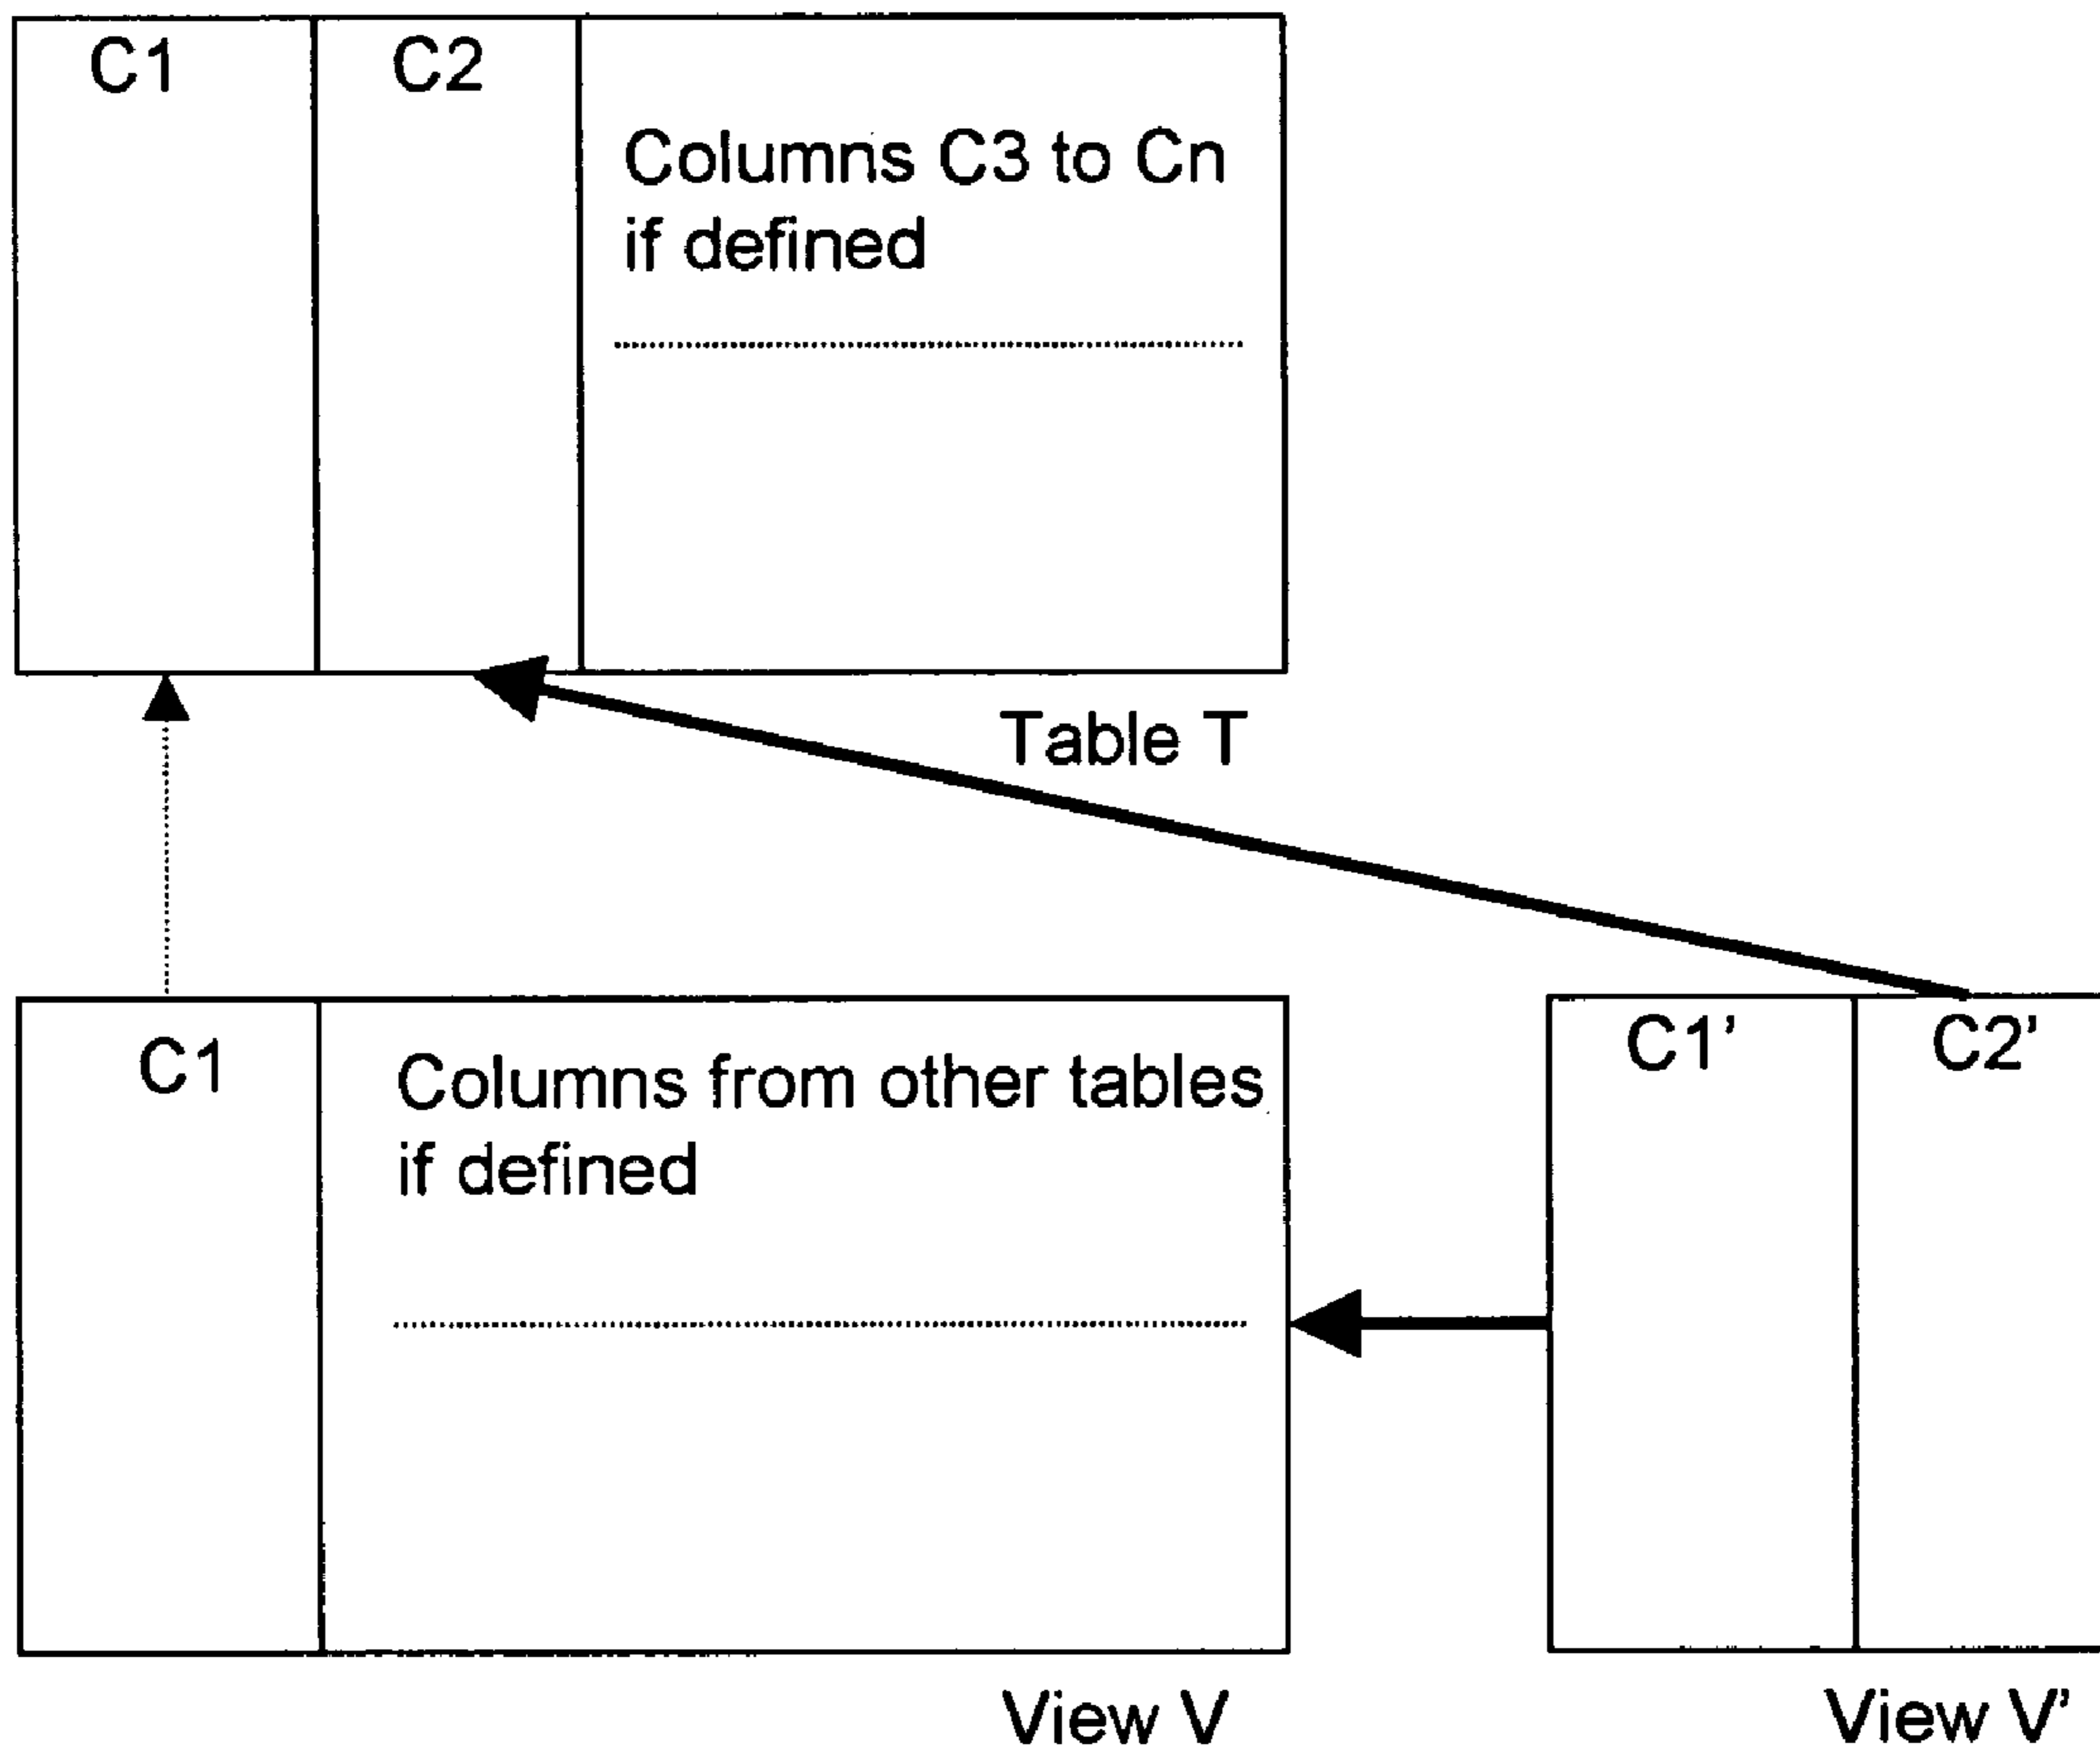 C1
C2
Columns C3 to Cn
if defined
Table T
C1
Columns from other tables
if defined
C1’
C2’
View V
View V’